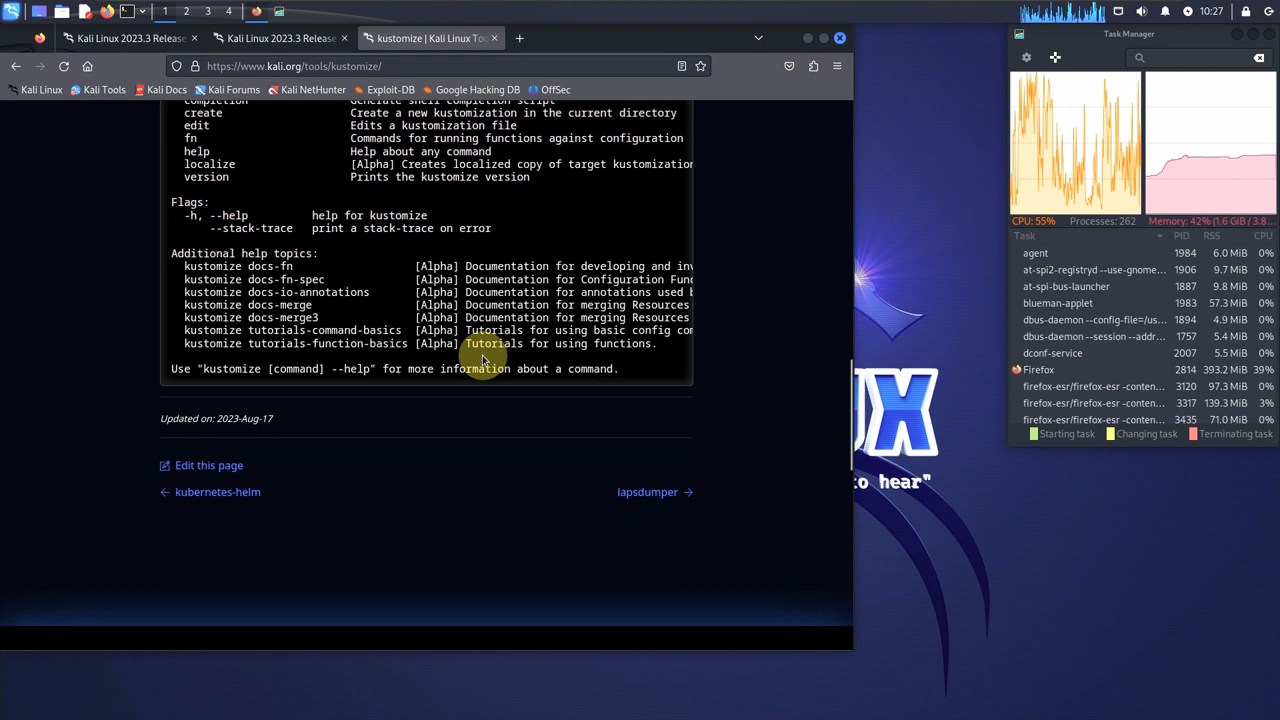 1 2 3 4
10:27
Kali Linux 2023.3 Release
Kali Linux 2023.3 Release
kustomize | Kali Linux Too
https://www.kali.org/tools/kustomize/
Kali Linux Kali Tools Kali Docs Kali Forums Kali NetHunter Exploit-DB Google Hacking DB OffSec
completion Generate shell completion script
create Create a new kustomization in the current directory
edit Edits a kustomization file
fn Commands for running functions against configuration
help Help about any command
localize [Alpha] Creates localized copy of target kustomization
version Prints the kustomize version
Flags:
-h, --help help for kustomize
--stack-trace print a stack-trace on error
Additional help topics:
kustomize docs-fn [Alpha] Documentation for developing and inv
kustomize docs-fn-spec [Alpha] Documentation for Configuration Func
kustomize docs-io-annotations [Alpha] Documentation for annotations used b
kustomize docs-merge [Alpha] Documentation for merging Resources
kustomize docs-merge3 [Alpha] Documentation for merging Resources
kustomize tutorials-command-basics [Alpha] Tutorials for using basic config com
kustomize tutorials-function-basics [Alpha] Tutorials for using functions.
Use "kustomize [command] --help" for more information about a command.
Updated on: 2023-Aug-17
Edit this page
← kubernetes-helm
lapsdumper →
UX
to hear"
Task Manager
CPU: 55% Processes: 262 Memory: 42% (1.6 GiB / 3.8...
Task PID RSS CPU
agent 1984 6.0 MiB 0%
at-spi2-registryd --use-gnome... 1906 9.7 MiB 0%
at-spi-bus-launcher 1887 9.8 MiB 0%
blueman-applet 1983 57.3 MiB 0%
dbus-daemon --config-file=/us... 1894 4.9 MiB 0%
dbus-daemon --session --addr... 1757 5.4 MiB 0%
dconf-service 2007 5.5 MiB 0%
Firefox 2814 393.2 MiB 39%
firefox-esr/firefox-esr -conten... 3120 97.3 MiB 0%
firefox-esr/firefox-esr -conten... 3317 139.3 MiB 3%
firefox-esr/firefox-esr -conten... 3435 71.0 MiB 0%
Starting task Changing task Terminating task